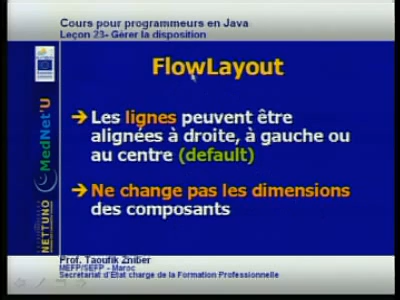 Cours pour programmeurs en Java
Leçon 23- Gérer la disposition
FlowLayout
Les lignes peuvent être
alignées à droite, à gauche ou
au centre (default)
Ne change pas les dimensions
des composants
NETTUNO
MedNet'U
Prof. Taoufik Zniber
MEFP/SEFP - Maroc
Secrétariat d'Etat charge de la Formation Professionnelle